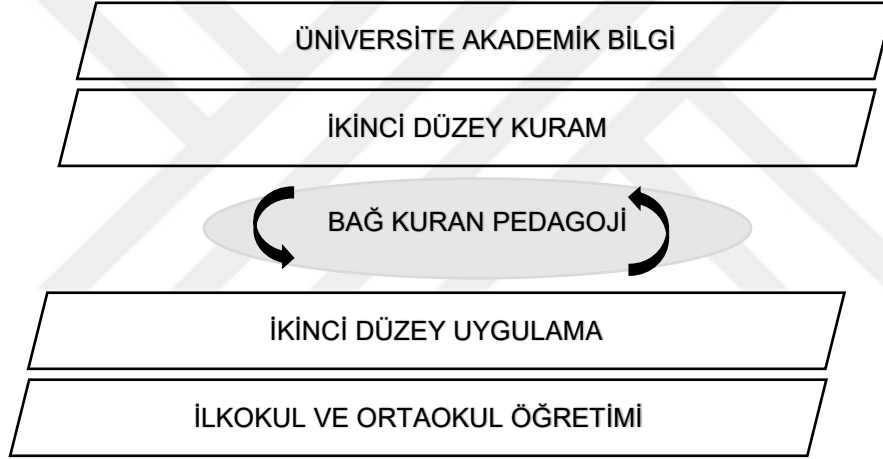 ÜNİVERSİTE AKADEMİK BİLGİ
İKİNCİ DÜZEY KURAM
BAĞ KURAN PEDAGOJİ
İKİNCİ DÜZEY UYGULAMA
İLKOKUL VE ORTAOKUL ÖĞRETİMİ